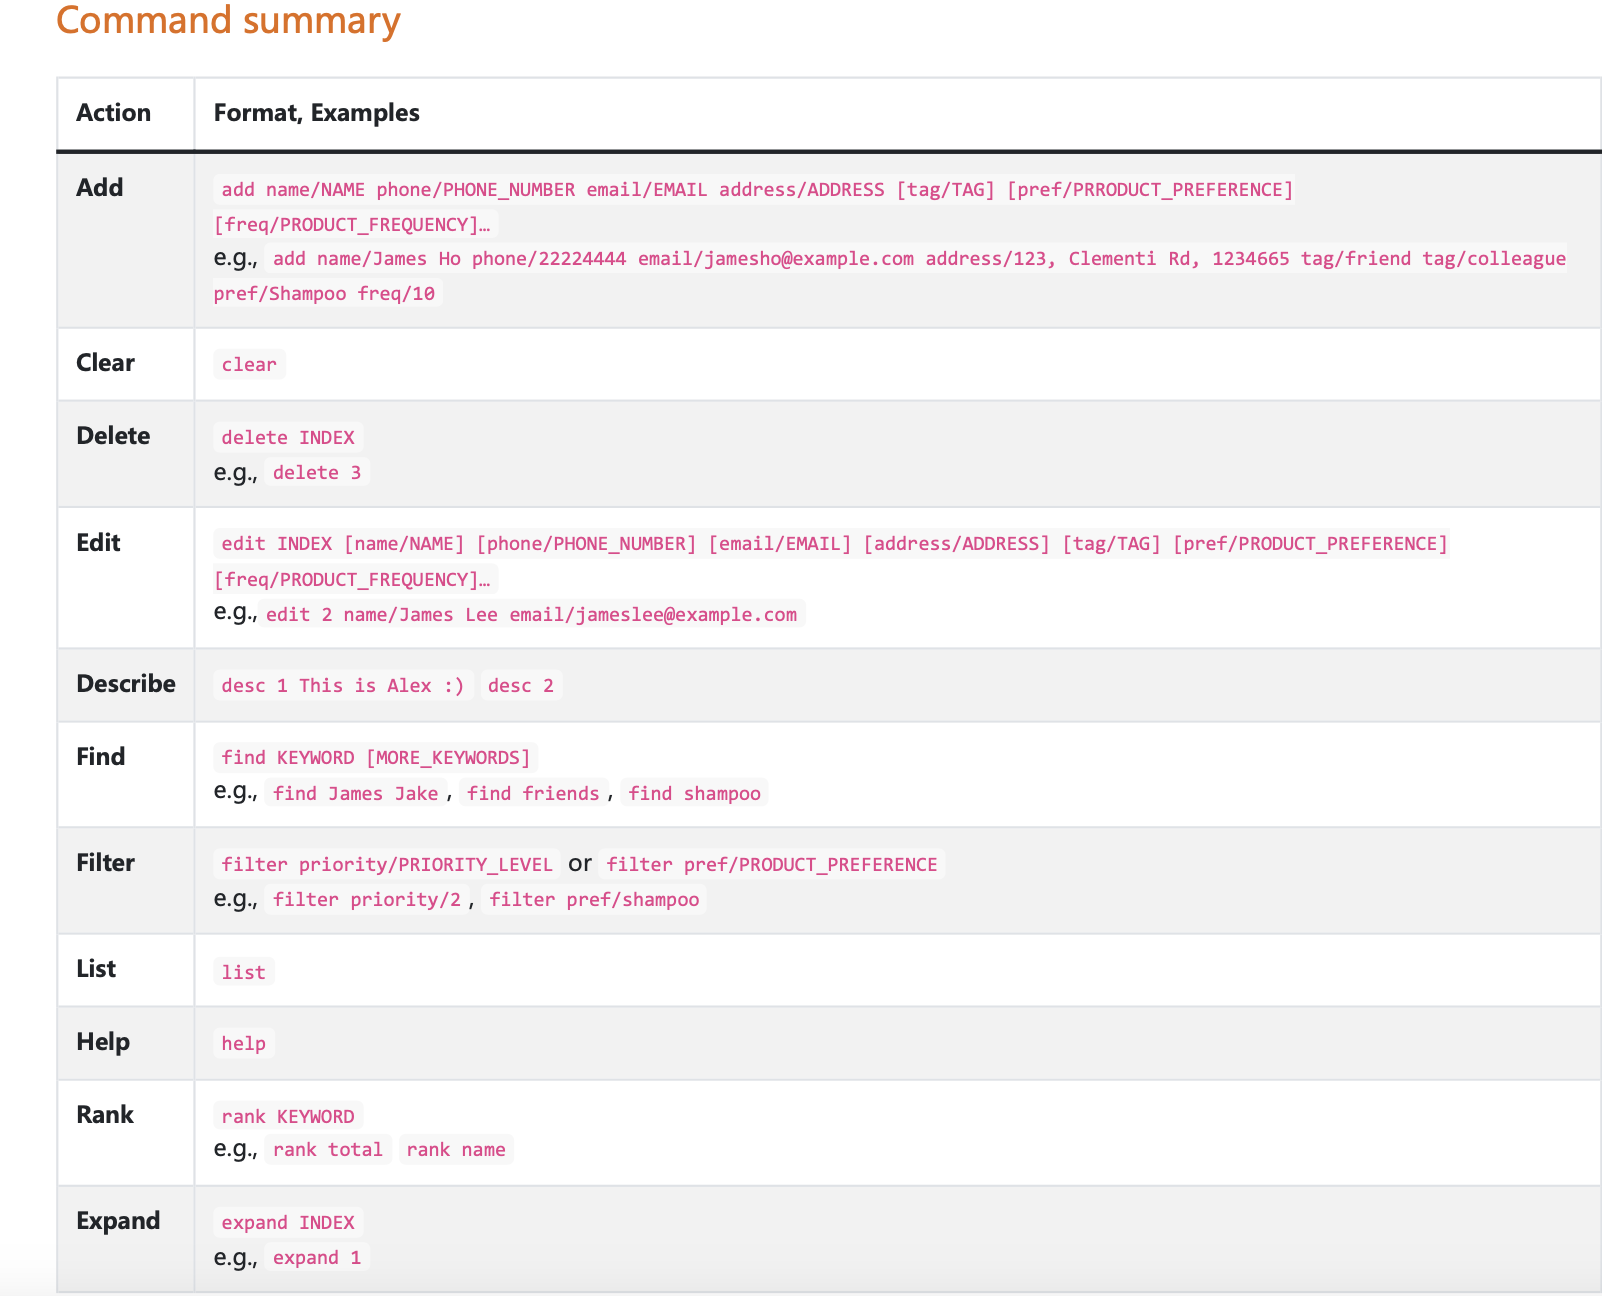 Command summary
Action Format, Examples
Add add name/NAME phone/PHONE_NUMBER email/EMAIL address/ADDRESS [tag/TAG] [pref/PRRODUCT_PREFERENCE]
[freq/PRODUCT_FREQUENCY]…
e.g., add name/James Ho phone/22224444 email/jamesho@example.com address/123, Clementi Rd, 1234665 tag/friend tag/colleague
pref/Shampoo freq/10
Clear clear
Delete delete INDEX
e.g., delete 3
Edit edit INDEX [name/NAME] [phone/PHONE_NUMBER] [email/EMAIL] [address/ADDRESS] [tag/TAG] [pref/PRODUCT_PREFERENCE]
[freq/PRODUCT_FREQUENCY]…
e.g., edit 2 name/James Lee email/jameslee@example.com
Describe desc 1 This is Alex :) desc 2
Find find KEYWORD [MORE_KEYWORDS]
e.g., find James Jake, find friends, find shampoo
Filter filter priority/PRIORITY_LEVEL or filter pref/PRODUCT_PREFERENCE
e.g., filter priority/2, filter pref/shampoo
List list
Help help
Rank rank KEYWORD
e.g., rank total rank name
Expand expand INDEX
e.g., expand 1